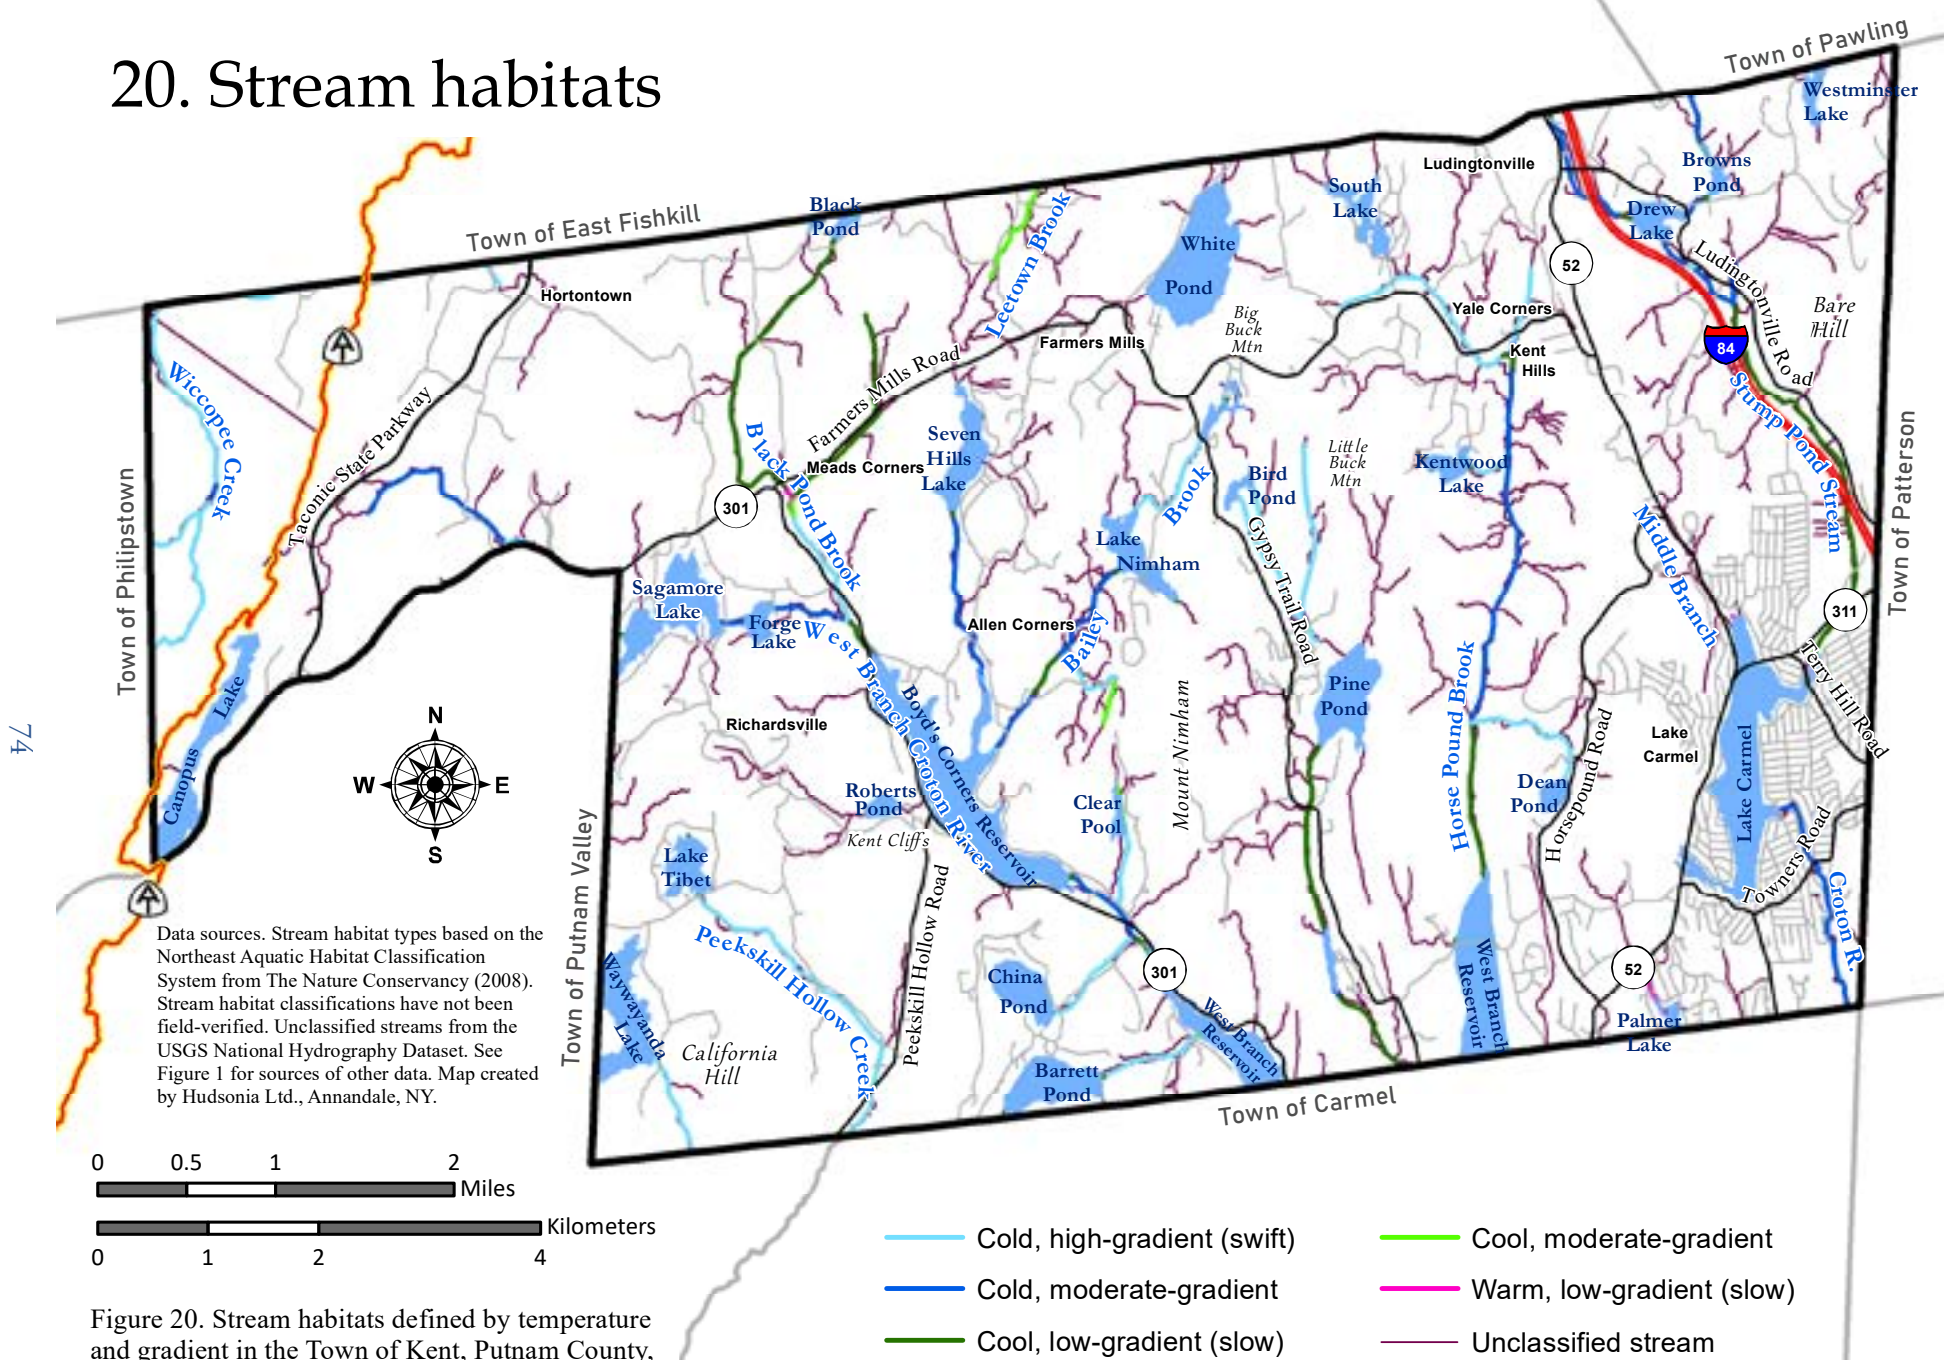 20. Stream habitats
Town of Pawling
Westminster
Lake
Browns
Pond
Ludingtonville
South
Lake
Black
Pond
Drew
Lake
Town of East Fishkill
Leetown Brook
White
Pond
52
Ludingtonville Road
Hortontown
Yale Corners
Bare
Hill
Big
Buck
Mtn
Farmers Mills
Kent
Hills
84
Wiccopee Creek
Farmers Mills Road
Stump Pond Stream
Taconic State Parkway
Black Pond Brook
Meads Corners
Seven
Hills
Lake
Little
Buck
Mtn
Kentwood
Lake
Bird
Pond
Town of Patterson
Town of Philipstown
301
Brook
Gypsy Trail Road
Middle Branch
Lake
Nimham
Sagamore
Lake
Forge
Lake
Allen Corners
Bailey
311
West Branch Croton River
Terry Hill Road
Canopus Lake
Boyd's Corners Reservoir
Pine
Pond
Horse Pound Brook
74
N
W
E
S
Richardsville
Mount Nimham
Lake
Carmel
Lake Carmel
Horsepound Road
Dean
Pond
Roberts
Pond
Kent Cliffs
Clear
Pool
Towners Road
Lake
Tibet
Town of Putnam Valley
Peekskill Hollow Road
Croton R.
Peekskill Hollow Creek
Waywayanda
Lake
China
Pond
301
52
West Branch
Reservoir
West Branch
Reservoir
Palmer
Lake
California
Hill
Barrett
Pond
Town of Carmel
Data sources. Stream habitat types based on the
Northeast Aquatic Habitat Classification
System from The Nature Conservancy (2008).
Stream habitat classifications have not been
field-verified. Unclassified streams from the
USGS National Hydrography Dataset. See
Figure 1 for sources of other data. Map created
by Hudsonia Ltd., Annandale, NY.
0 0.5 1 2
Miles
Kilometers
0 1 2 4
Cold, high-gradient (swift)
Cold, moderate-gradient
Cool, low-gradient (slow)
Cool, moderate-gradient
Warm, low-gradient (slow)
Unclassified stream
Figure 20. Stream habitats defined by temperature
and gradient in the Town of Kent, Putnam County,